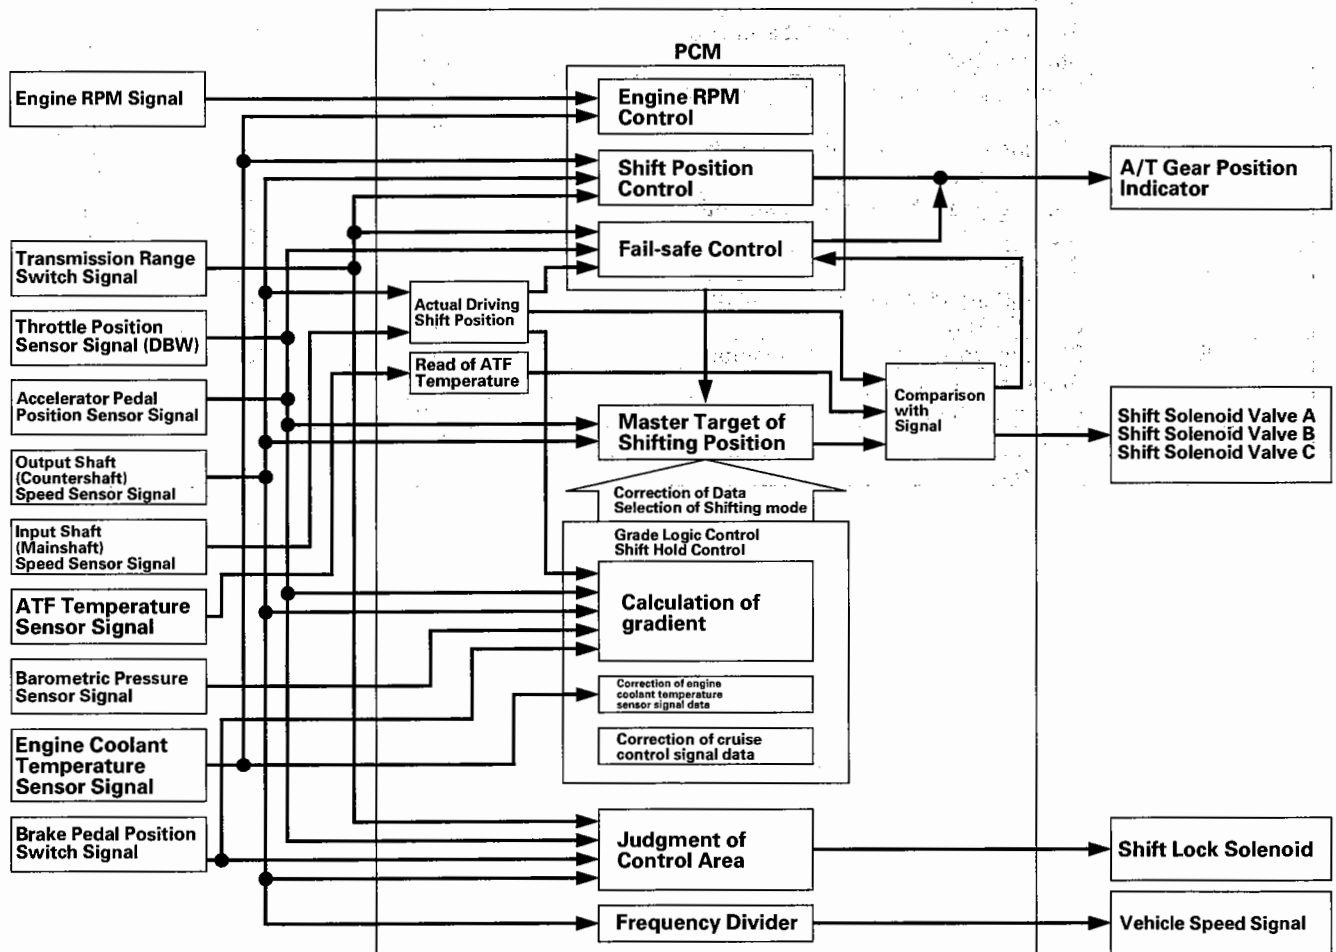 PCM
Engine RPM Signal
Engine RPM
Control
Shift Position
Control
A/T Gear Position
Indicator
Fail-safe Control
Transmission Range
Switch Signal
Actual Driving
Shift Position
Throttle Position
Sensor Signal (DBW)
Read of ATF
Temperature
Accelerator Pedal
Position Sensor Signal
Master Target of
Shifting Position
Comparison
with
Signal
Shift Solenoid Valve A
Shift Solenoid Valve B
Shift Solenoid Valve C
Output Shaft
(Countershaft)
Speed Sensor Signal
Correction of Data
Selection of Shifting mode
Input Shaft
(Mainshaft)
Speed Sensor Signal
Grade Logic Control
Shift Hold Control
ATF Temperature
Sensor Signal
Calculation of
gradient
Barometric Pressure
Sensor Signal
Correction of engine
coolant temperature
sensor signal data
Engine Coolant
Temperature
Sensor Signal
Correction of cruise
control signal data
Brake Pedal Position
Switch Signal
Judgment of
Control Area
Shift Lock Solenoid
Frequency Divider
Vehicle Speed Signal